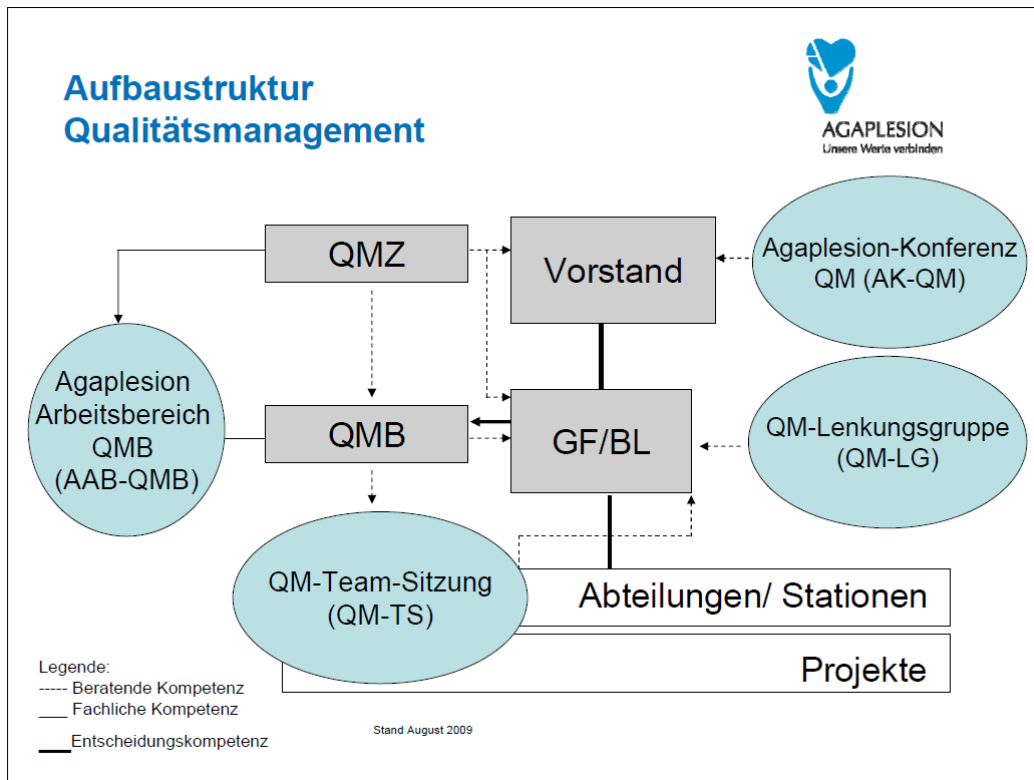 Aufbaustruktur
Qualitätsmanagement
AGAPLESION
Unsere Werte verbinden
QMZ
Vorstand
Agaplesion-Konferenz
QM (AK-QM)
Agaplesion
Arbeitsbereich
QMB
(AAB-QMB)
QMB
GF/BL
QM-Lenkungsgruppe
(QM-LG)
QM-Team-Sitzung
(QM-TS)
Abteilungen/ Stationen
Projekte
Legende:
----- Beratende Kompetenz
___ Fachliche Kompetenz
___Entscheidungskompetenz
Stand August 2009